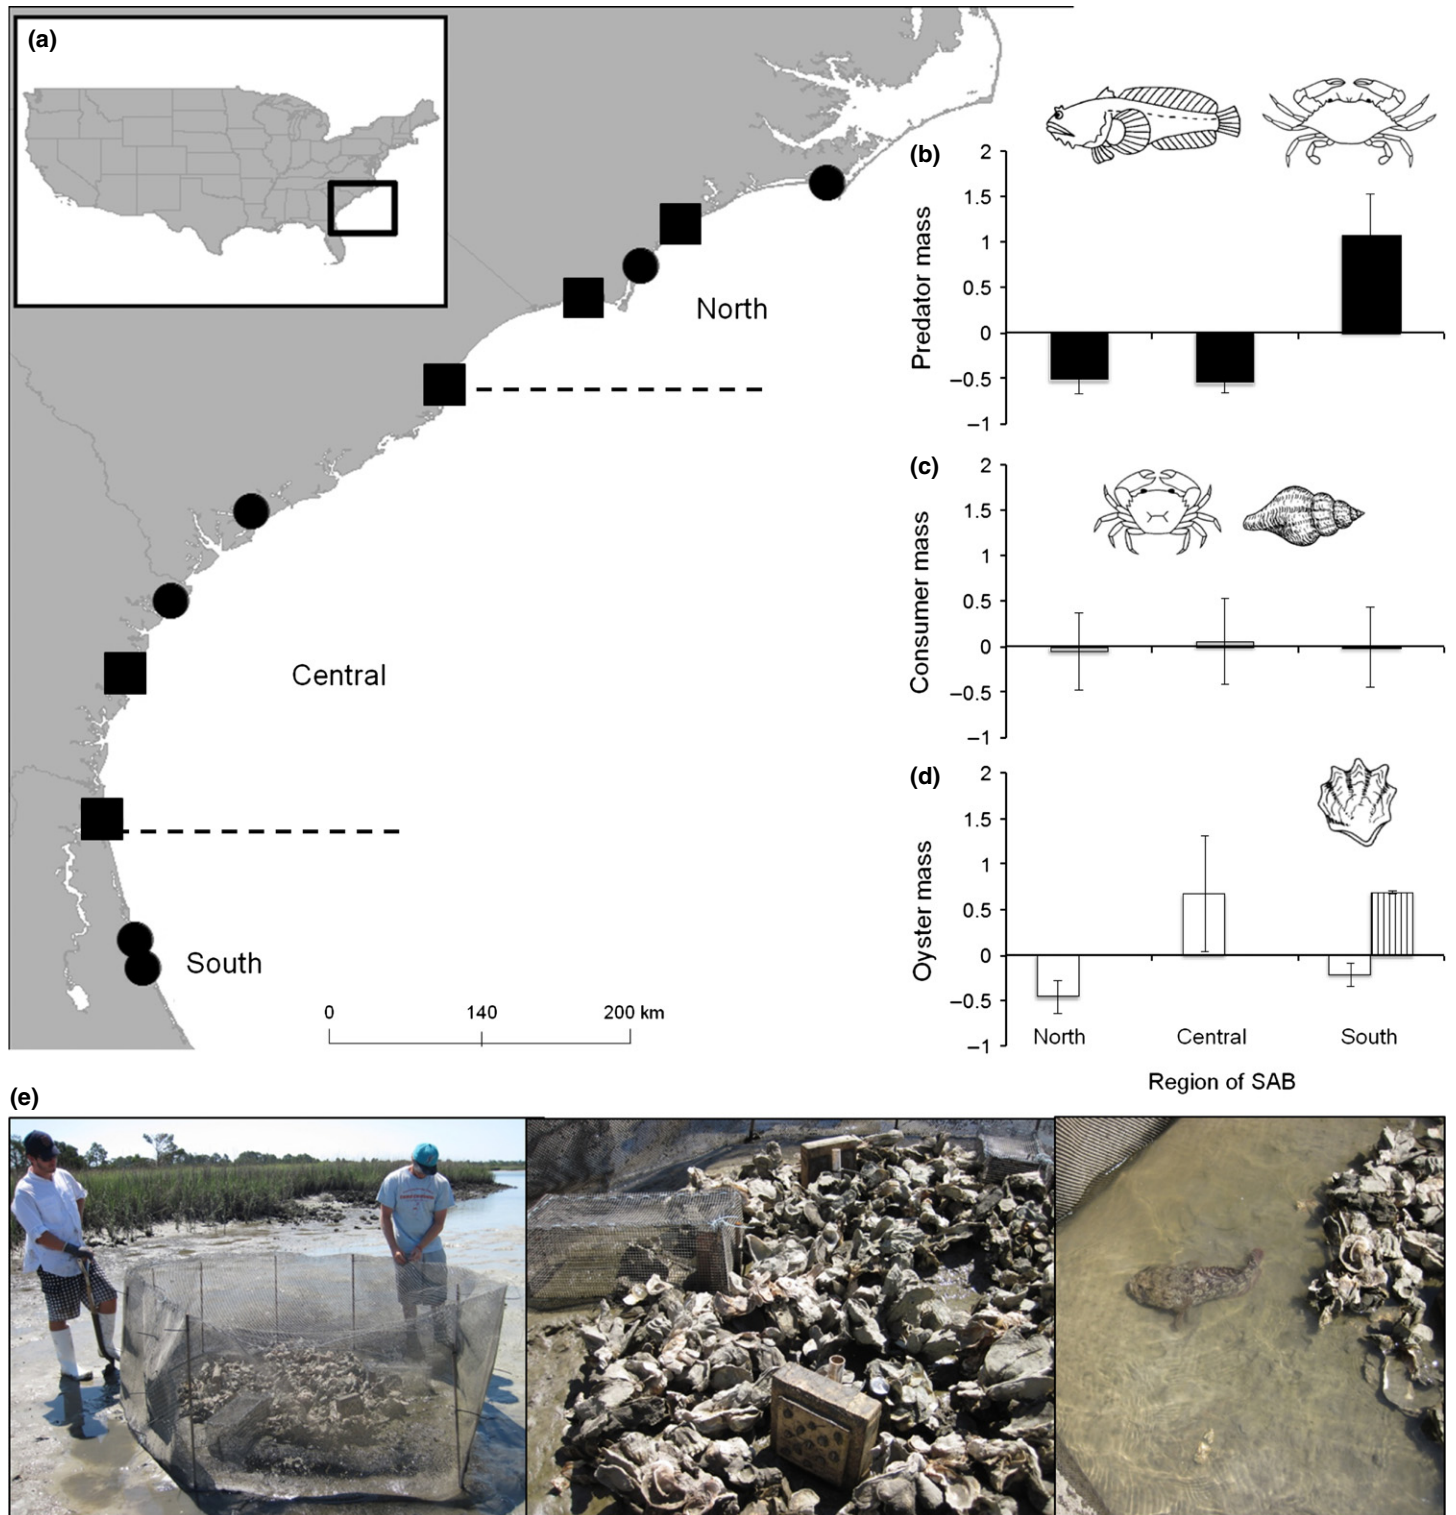 (a)
North
Central
South
0 140 200 km
(b)
2
1.5
1
0.5
0
–0.5
–1
Predator mass
(c)
2
1.5
1
0.5
0
–0.5
–1
Consumer mass
(d)
2
1.5
1
0.5
0
–0.5
–1
Oyster mass
North Central South
Region of SAB
(e)